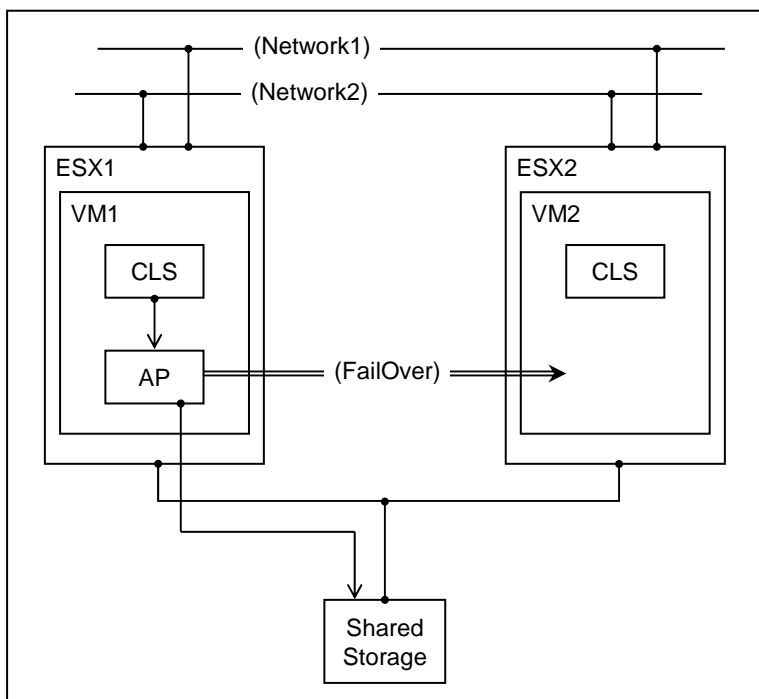 (Network1)
(Network2)
ESX1
ESX2
VM1
VM2
CLS
CLS
AP
(FailOver)
Shared
Storage